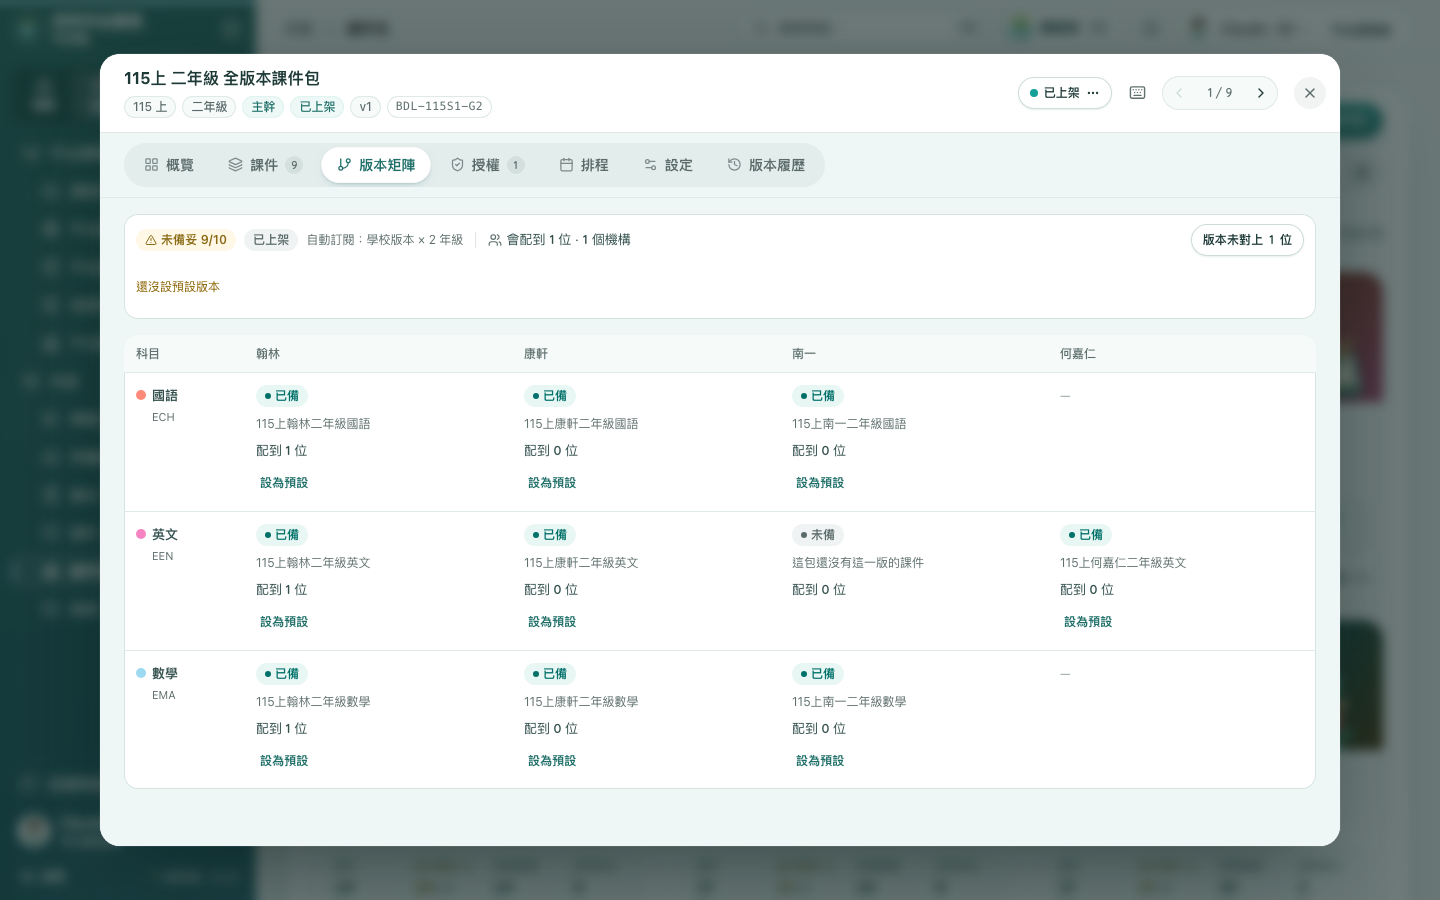 115上 二年級 全版本課件包
115 上 二年級 主幹 已上架 v1 BDL-115S1-G2
已上架 ··· 1 / 9
概覽 課件 9 版本矩陣 授權 1 排程 設定 版本履歷
未備妥 9/10 已上架 自動訂閱：學校版本 × 2 年級 會配到 1 位 · 1 個機構 版本未對上 1 位
還沒設預設版本
科目 翰林 康軒 南一 何嘉仁
國語 已備 已備 已備 —
ECH 115上翰林二年級國語 115上康軒二年級國語 115上南一二年級國語
配到 1 位 配到 0 位 配到 0 位
設為預設 設為預設 設為預設
英文 已備 已備 未備 已備
EEN 115上翰林二年級英文 115上康軒二年級英文 這包還沒有這一版的課件 115上何嘉仁二年級英文
配到 1 位 配到 0 位 配到 0 位 配到 0 位
設為預設 設為預設 設為預設
數學 已備 已備 已備 —
EMA 115上翰林二年級數學 115上康軒二年級數學 115上南一二年級數學
配到 1 位 配到 0 位 配到 0 位
設為預設 設為預設 設為預設